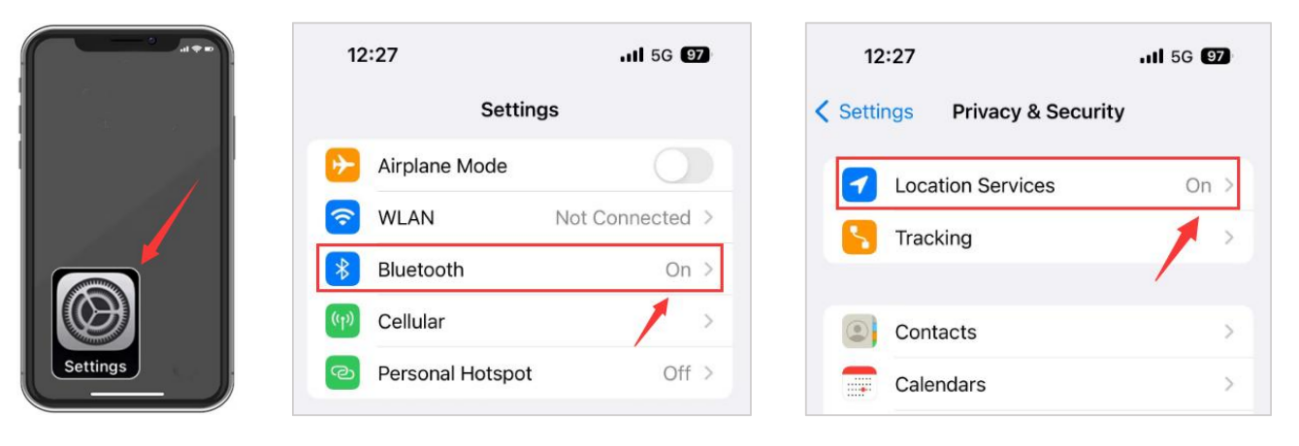 Settings
12:27 5G 97
Settings
Airplane Mode
WLAN Not Connected
Bluetooth On
Cellular
Personal Hotspot Off
12:27 5G 97
Settings Privacy & Security
Location Services On
Tracking
Contacts
Calendars